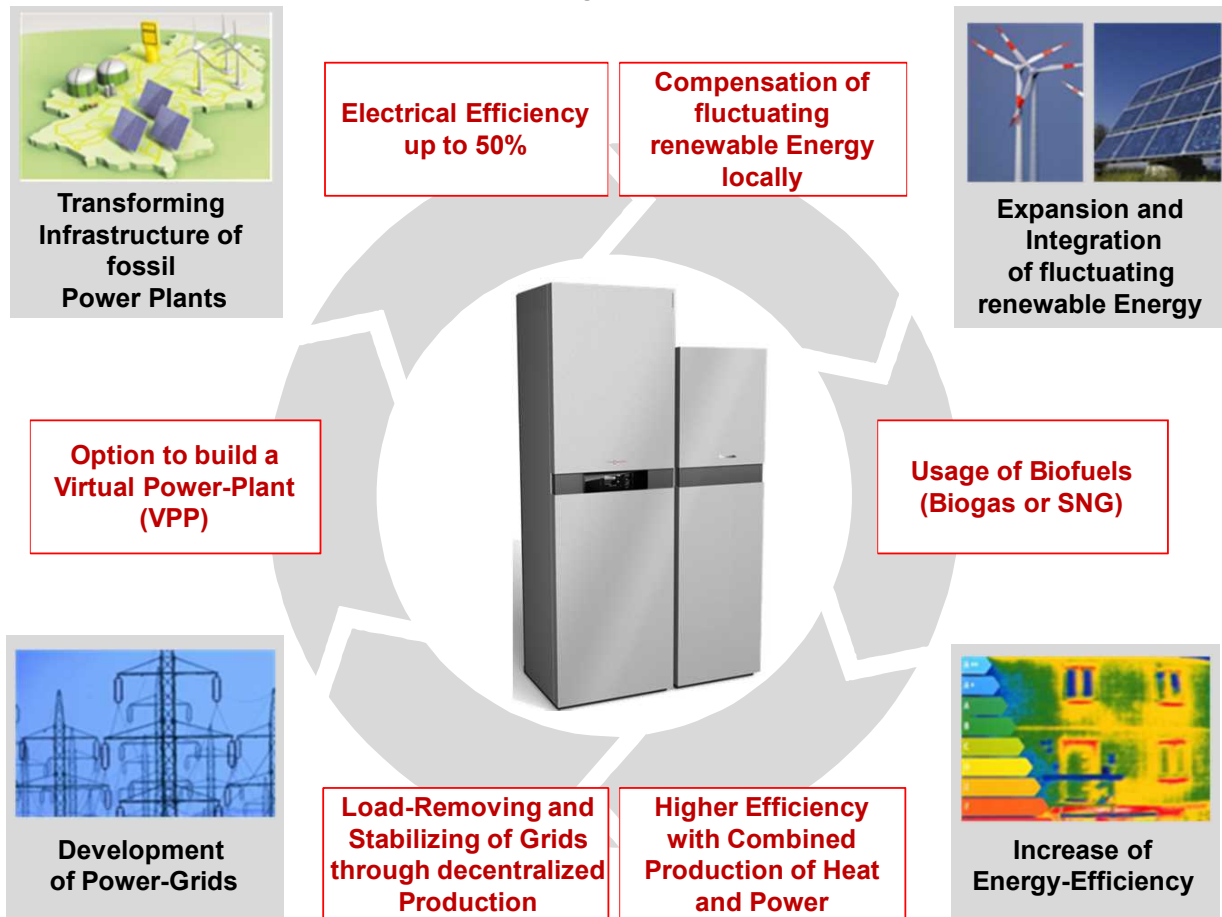 Electrical Efficiency
up to 50%
Compensation of
fluctuating
renewable Energy
locally
Transforming
Infrastructure of
fossil
Power Plants
Expansion and
Integration
of fluctuating
renewable Energy
Option to build a
Virtual Power-Plant
(VPP)
Usage of Biofuels
(Biogas or SNG)
A++
A+
A
B
C
Development
of Power-Grids
Load-Removing and
Stabilizing of Grids
through decentralized
Production
Higher Efficiency
with Combined
Production of Heat
and Power
Increase of
Energy-Efficiency